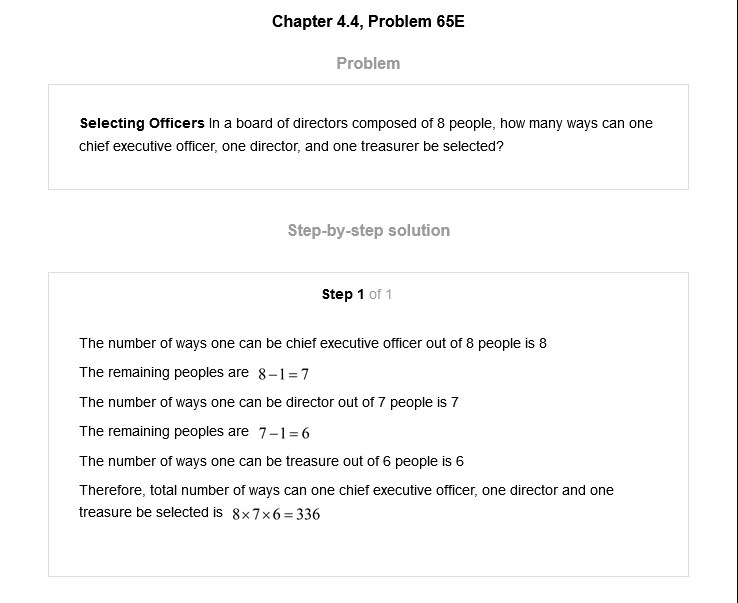 Chapter 4.4, Problem 65E
Problem
Selecting Officers In a board of directors composed of 8 people, how many ways can one
chief executive officer, one director, and one treasurer be selected?
Step-by-step solution
Step 1 of 1
The number of ways one can be chief executive officer out of 8 people is 8
The remaining peoples are 8−1=7
The number of ways one can be director out of 7 people is 7
The remaining peoples are 7−1=6
The number of ways one can be treasure out of 6 people is 6
Therefore, total number of ways can one chief executive officer, one director and one
treasure be selected is 8×7×6=336